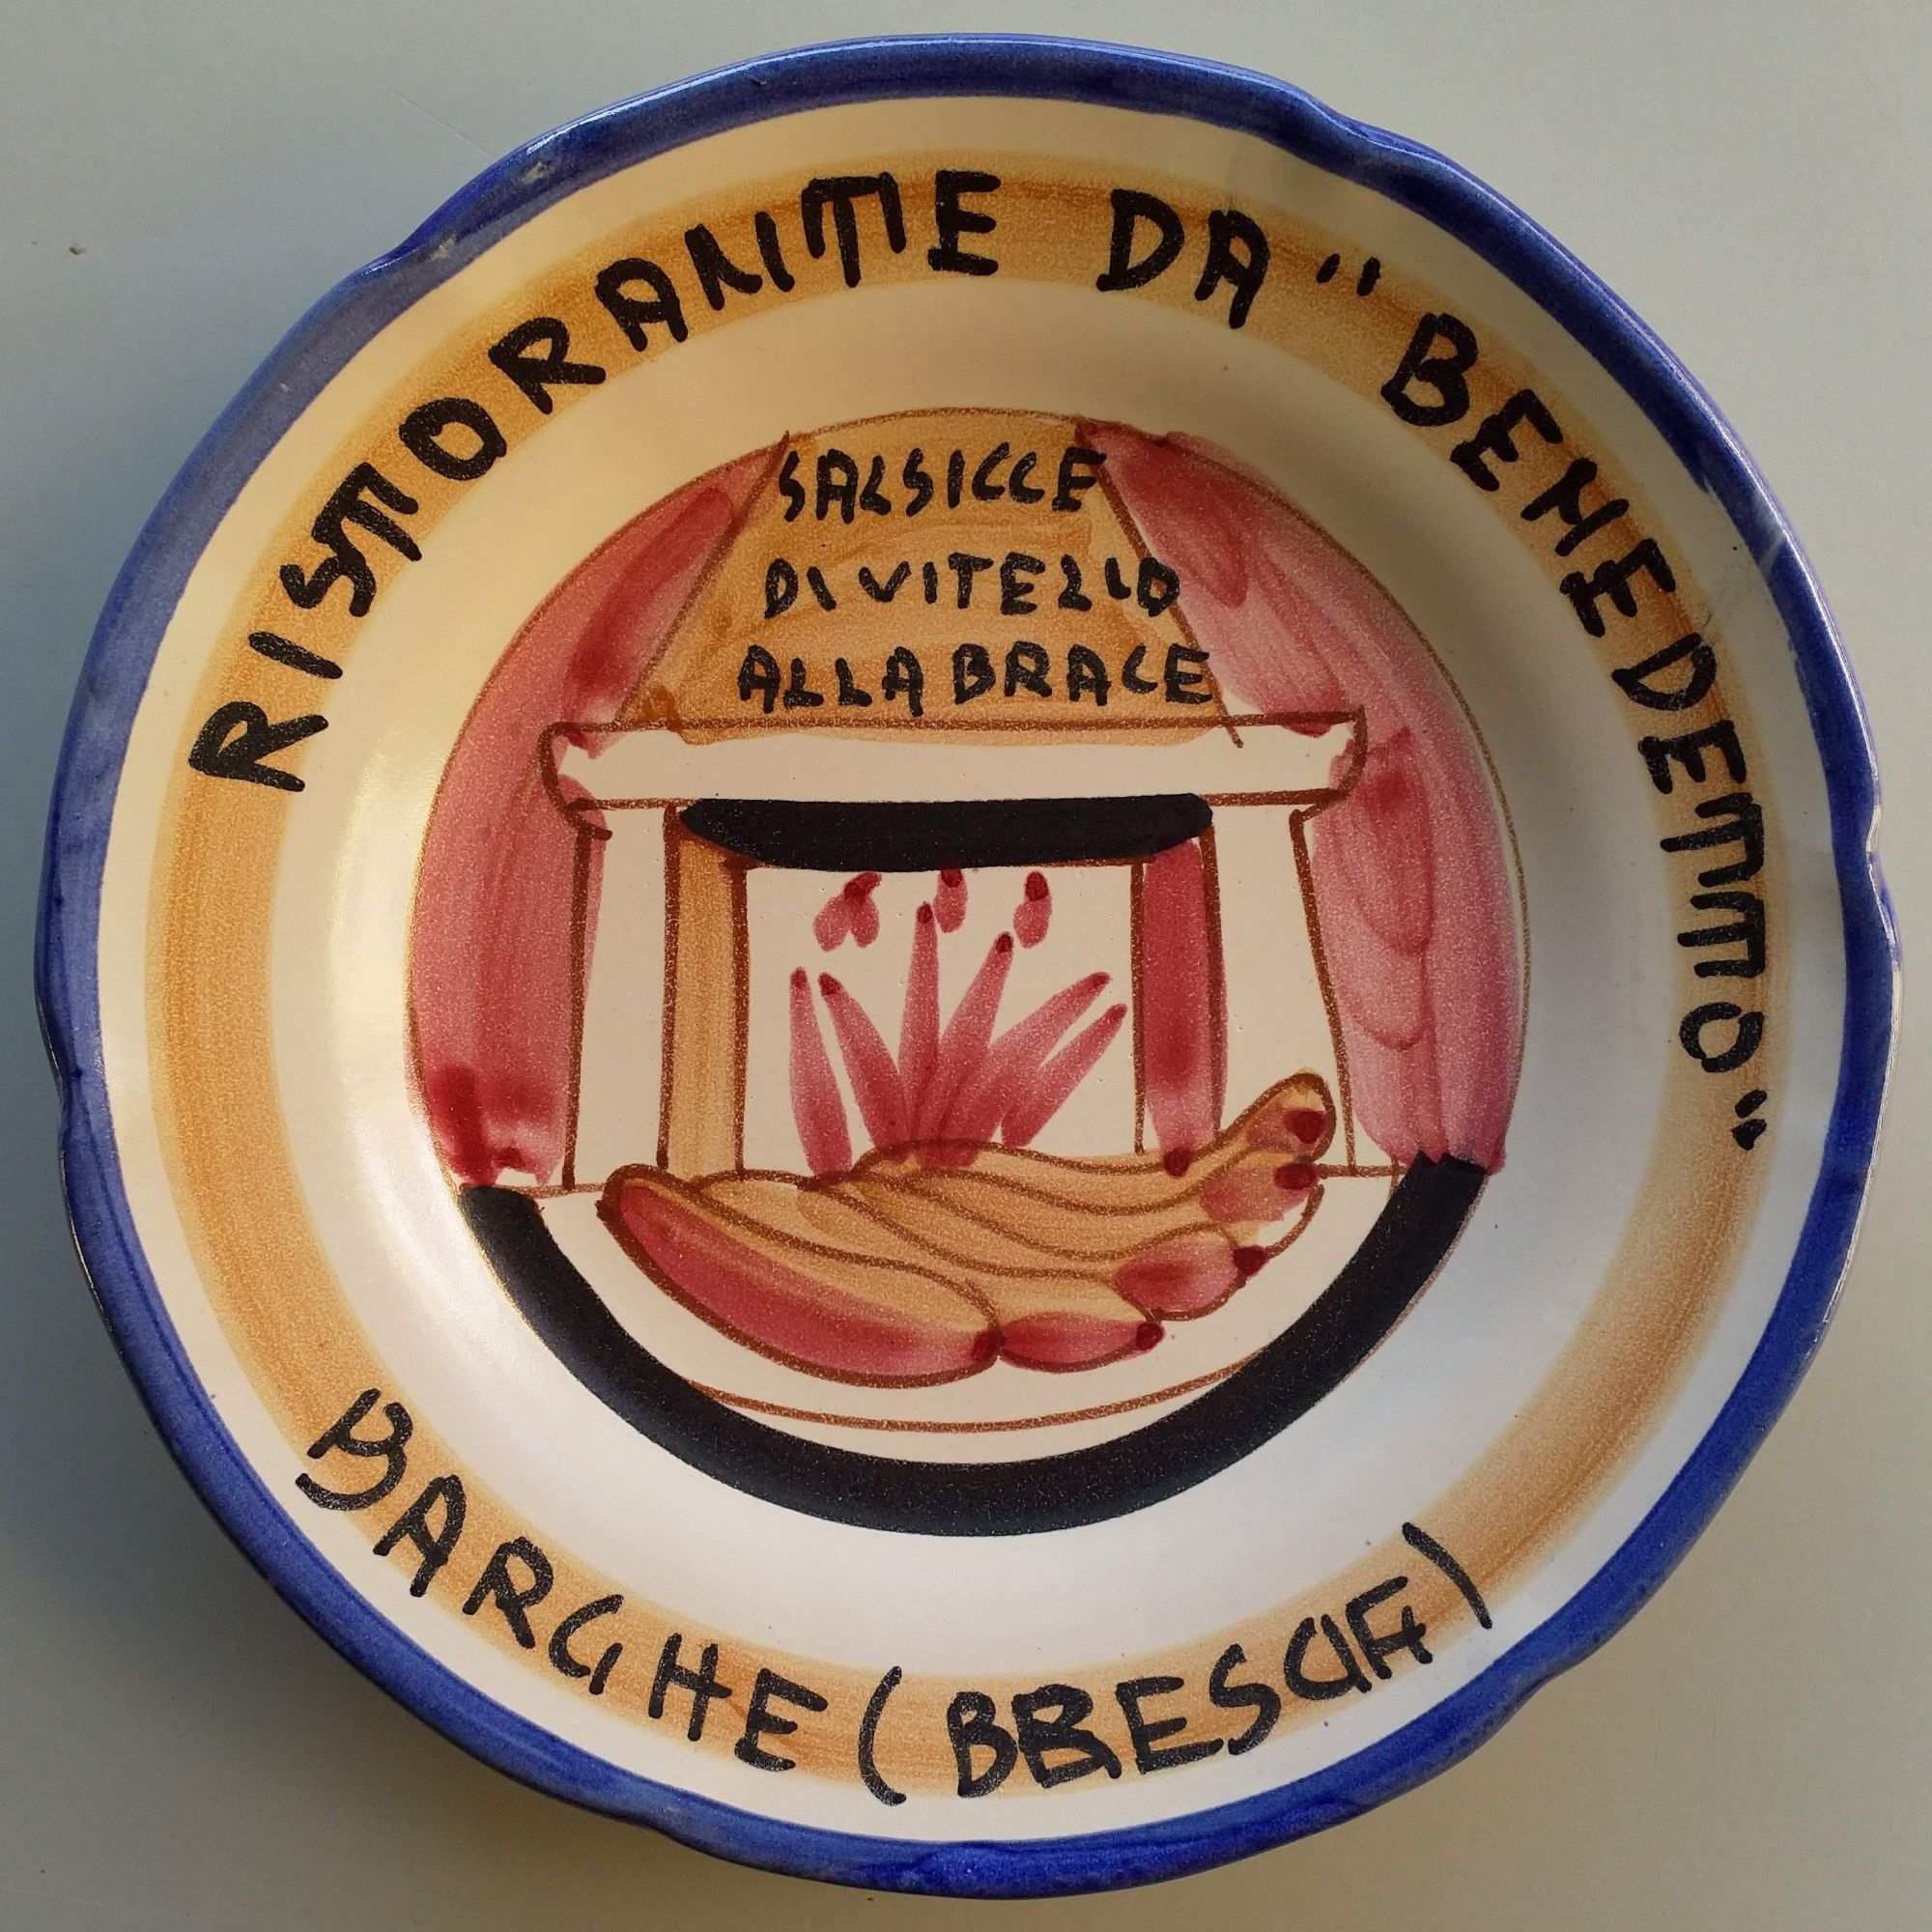 RISTORANTE DA "BENEDETTO"
SALSICCE
DI VITELLO
ALLA BRACE
BARGHE (BRESCIA)